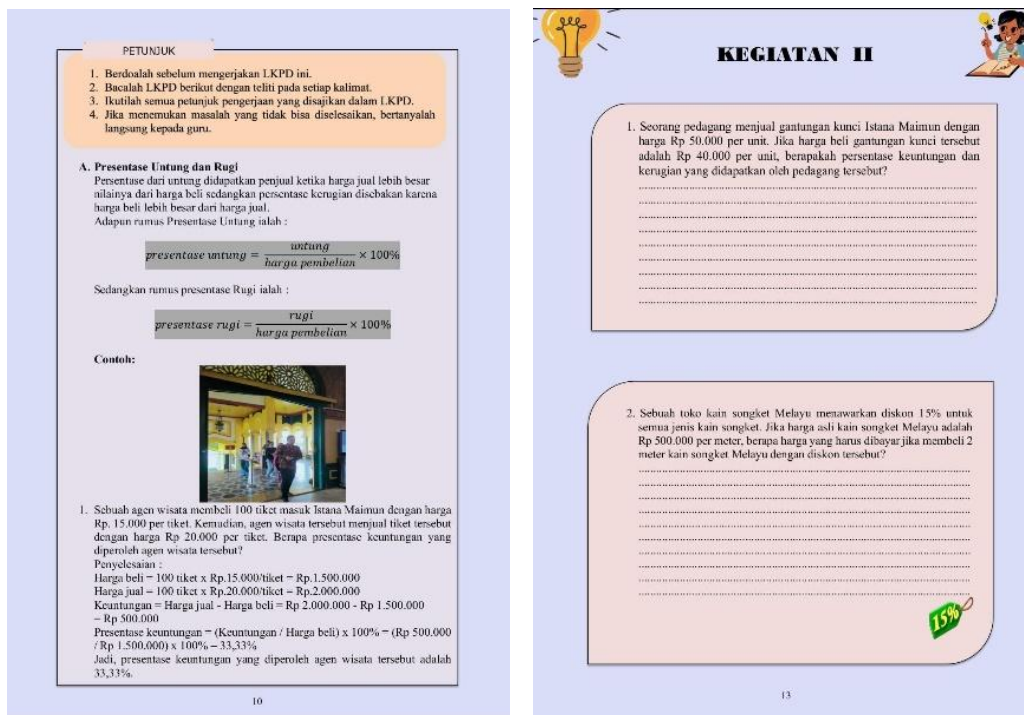 PETUNJUK
1. Berdoalah sebelum mengerjakan LKPD ini.
2. Bacalah LKPD berikut dengan teliti pada setiap kalimat.
3. Ikutilah semua petunjuk pengerjaan yang disajikan dalam LKPD.
4. Jika menemukan masalah yang tidak bisa diselesaikan, bertanyalah
langsung kepada guru.
A. Presentase Untung dan Rugi
Persentase dari untung didapatkan penjual ketika harga jual lebih besar
nilainya dari harga beli sedangkan persentase kerugian disebakan karena
harga beli lebih besar dari harga jual.
Adapun rumus Presentase Untung ialah :
presentase untung = untung / harga pembelian × 100%
Sedangkan rumus presentase Rugi ialah :
presentase rugi = rugi / harga pembelian × 100%
Contoh:
1. Sebuah agen wisata membeli 100 tiket masuk Istana Maimun dengan harga
Rp. 15.000 per tiket. Kemudian, agen wisata tersebut menjual tiket tersebut
dengan harga Rp 20.000 per tiket. Berapa presentase keuntungan yang
diperoleh agen wisata tersebut?
Penyelesaian :
Harga beli = 100 tiket x Rp.15.000/tiket = Rp.1.500.000
Harga jual = 100 tiket x Rp.20.000/tiket = Rp.2.000.000
Keuntungan = Harga jual - Harga beli = Rp 2.000.000 - Rp 1.500.000
= Rp 500.000
Presentase keuntungan = (Keuntungan / Harga beli) x 100% = (Rp 500.000
/ Rp 1.500.000) x 100% = 33,33%
Jadi, presentase keuntungan yang diperoleh agen wisata tersebut adalah
33,33%.
10
KEGIATAN II
1. Seorang pedagang menjual gantungan kunci Istana Maimun dengan
harga Rp 50.000 per unit. Jika harga beli gantungan kunci tersebut
adalah Rp 40.000 per unit, berapakah persentase keuntungan dan
kerugian yang didapatkan oleh pedagang tersebut?
2. Sebuah toko kain songket Melayu menawarkan diskon 15% untuk
semua jenis kain songket. Jika harga asli kain songket Melayu adalah
Rp 500.000 per meter, berapa harga yang harus dibayar jika membeli 2
meter kain songket Melayu dengan diskon tersebut?
15%
13